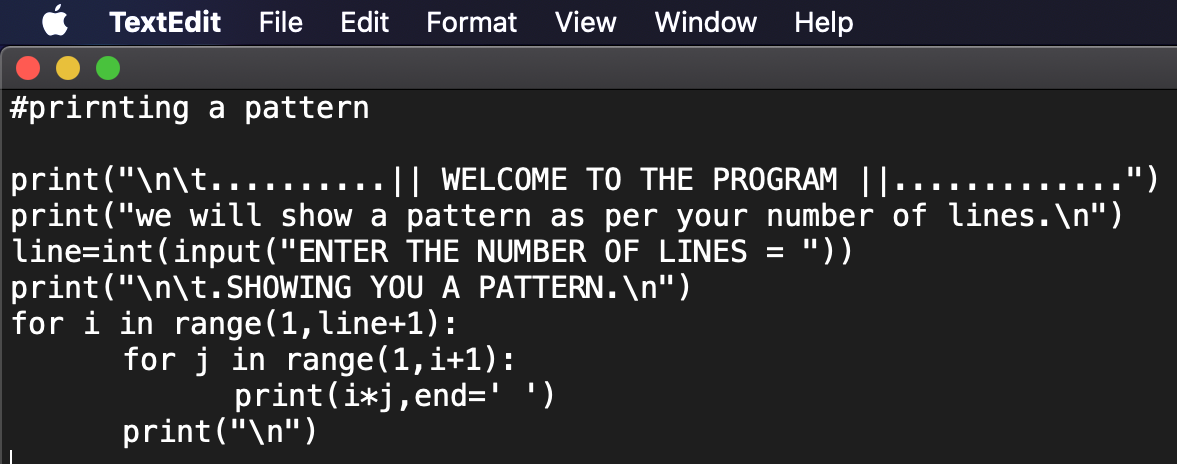 TextEdit File Edit Format View Window Help
#prirnting a pattern
print("\n\t..........|| WELCOME TO THE PROGRAM ||.............")
print("we will show a pattern as per your number of lines.\n")
line=int(input("ENTER THE NUMBER OF LINES = "))
print("\n\t.SHOWING YOU A PATTERN.\n")
for i in range(1,line+1):
	for j in range(1,i+1):
		print(i*j,end=' ')
	print("\n")